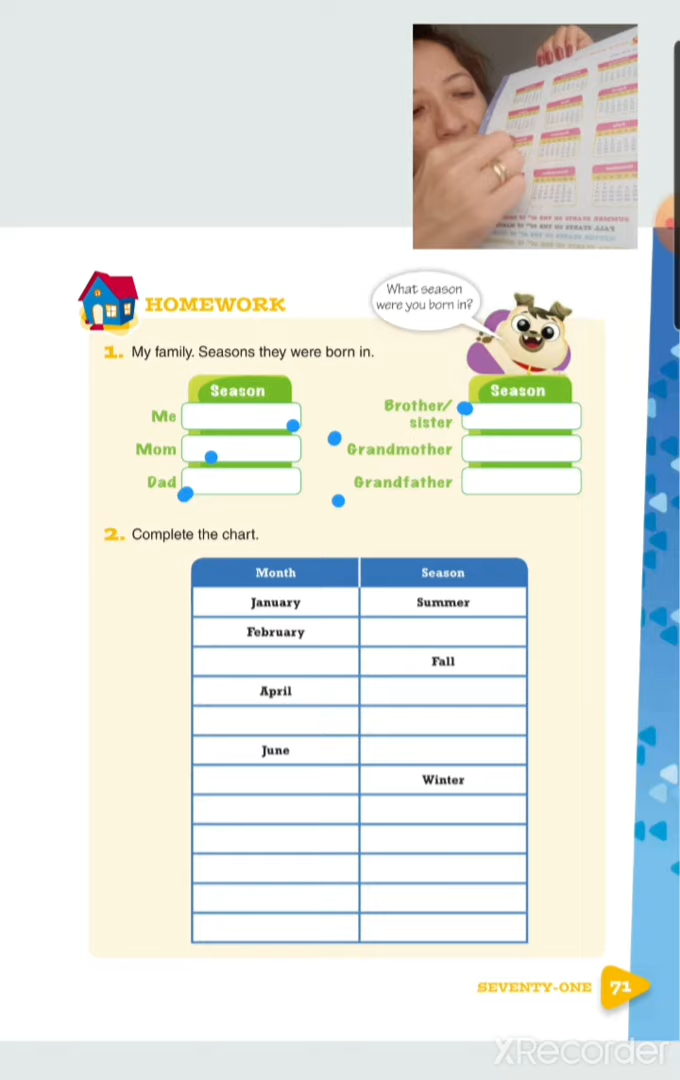 What season
were you born in?
HOMEWORK
1. My family. Seasons they were born in.
Season
Me
Mom
Dad
Season
Brother/
sister
Grandmother
Grandfather
2. Complete the chart.
Month Season
January Summer
February
Fall
April
June
Winter
SEVENTY-ONE 71
XRecorder